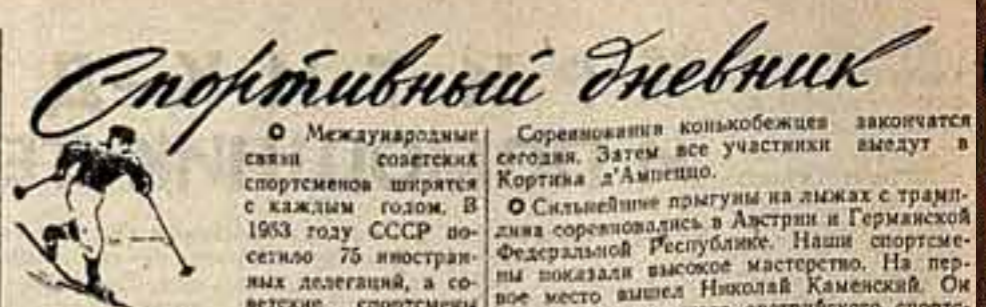 Спортивный дневник
О Международные
связи советских
спортсменов ширятся
с каждым годом. В
1953 году СССР по-
сетило 75 иностран-
ных делегаций, а со-
ветские спортсмены
Соревнования конькобежцев закончатся
сегодня. Затем все участники выедут в
Кортина д'Ампеццо.
О Сильнейшие прыгуны на лыжах с трамп-
лина соревновались в Австрии и Германской
Федеральной Республике. Наши спортсме-
ны показали высокое мастерство. На пер-
вое место вышел Николай Каменский. Он